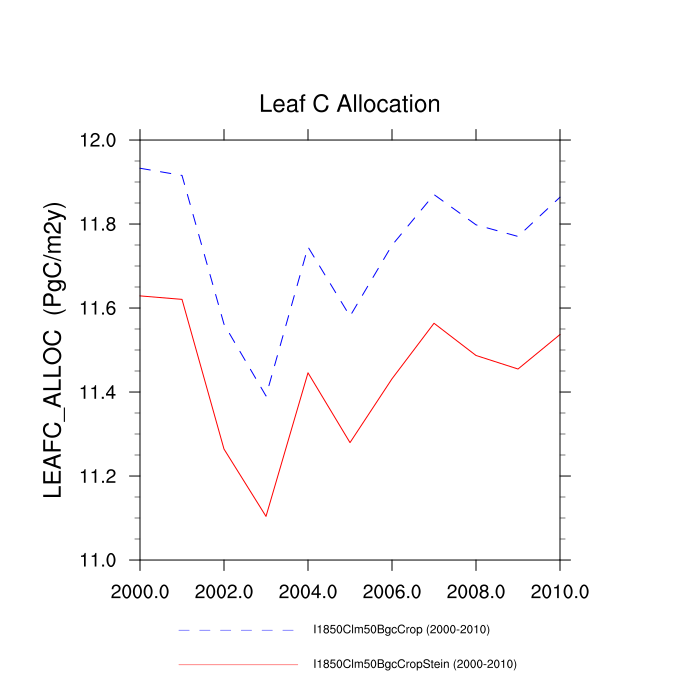 Leaf C Allocation
LEAFC_ALLOC (PgC/m2y)
12.0
11.8
11.6
11.4
11.2
11.0
2000.0 2002.0 2004.0 2006.0 2008.0 2010.0
I1850Clm50BgcCrop (2000-2010)
I1850Clm50BgcCropStein (2000-2010)